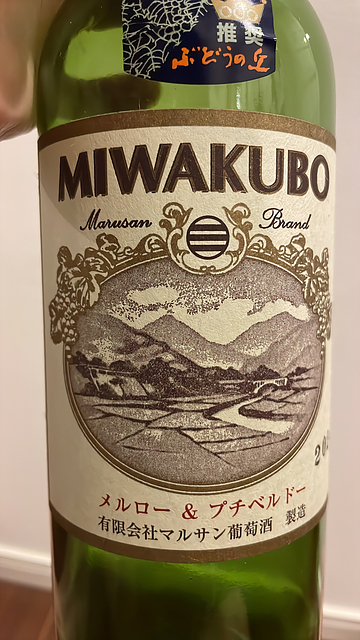 推奨
ぶどうの丘
MIWAKUBO
Marusan Brand
メルロー & プチベルドー
有限会社マルサン葡萄酒 製造